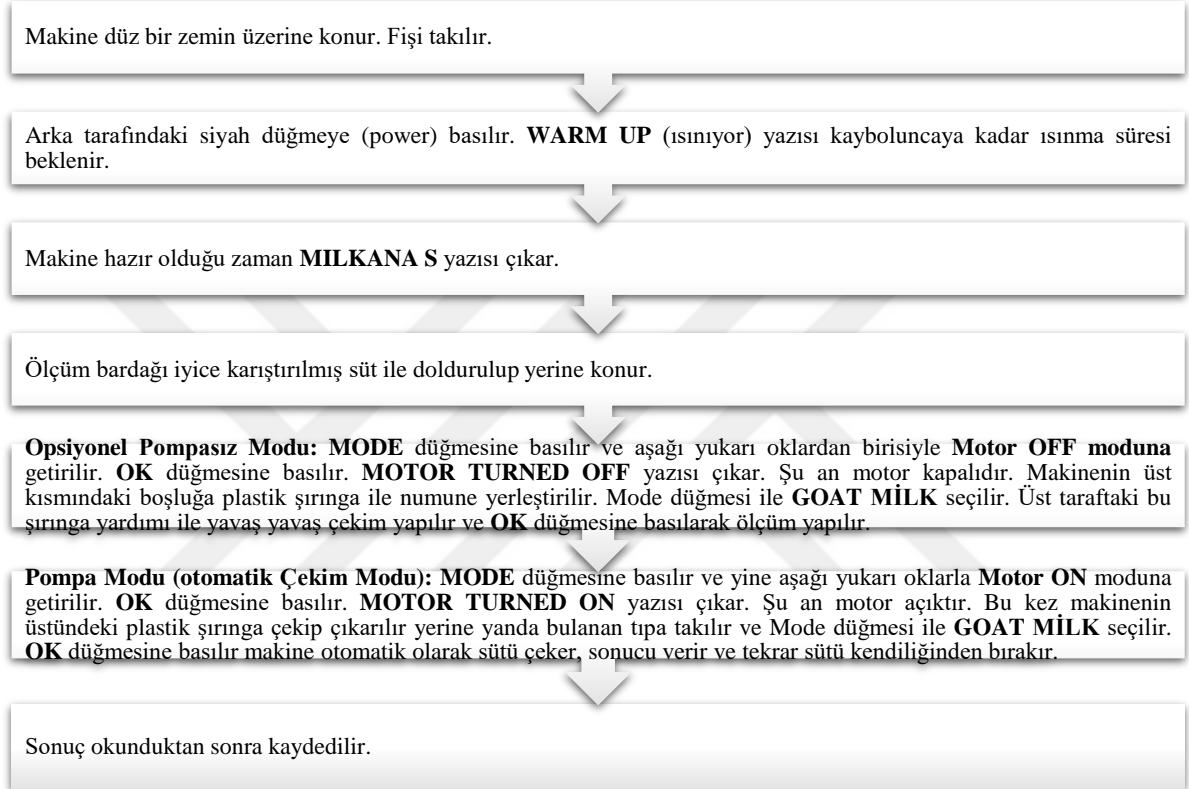 Makine düz bir zemin üzerine konur. Fişi takılır.
Arka tarafındaki siyah düğmeye (power) basılır. WARM UP (ısınıyor) yazısı kayboluncaya kadar ısınma süresi
beklenir.
Makine hazır olduğu zaman MILKANA S yazısı çıkar.
Ölçüm bardağı iyice karıştırılmış süt ile doldurulup yerine konur.
Opsiyonel Pompasız Modu: MODE düğmesine basılır ve aşağı yukarı oklardan birisiyle Motor OFF moduna
getirilir. OK düğmesine basılır. MOTOR TURNED OFF yazısı çıkar. Şu an motor kapalıdır. Makinenin üst
kısmındaki boşluğa plastik şırınga ile numune yerleştirilir. Mode düğmesi ile GOAT MİLK seçilir. Üst taraftaki bu
şırınga yardımı ile yavaş yavaş çekim yapılır ve OK düğmesine basılarak ölçüm yapılır.
Pompa Modu (otomatik Çekim Modu): MODE düğmesine basılır ve yine aşağı yukarı oklarla Motor ON moduna
getirilir. OK düğmesine basılır. MOTOR TURNED ON yazısı çıkar. Şu an motor açıktır. Bu kez makinenin
üstündeki plastik şırınga çekip çıkarılır yerine yanda bulanan tıpa takılır ve Mode düğmesi ile GOAT MİLK seçilir.
OK düğmesine basılır makine otomatik olarak sütü çeker, sonucu verir ve tekrar sütü kendiliğinden bırakır.
Sonuç okunduktan sonra kaydedilir.